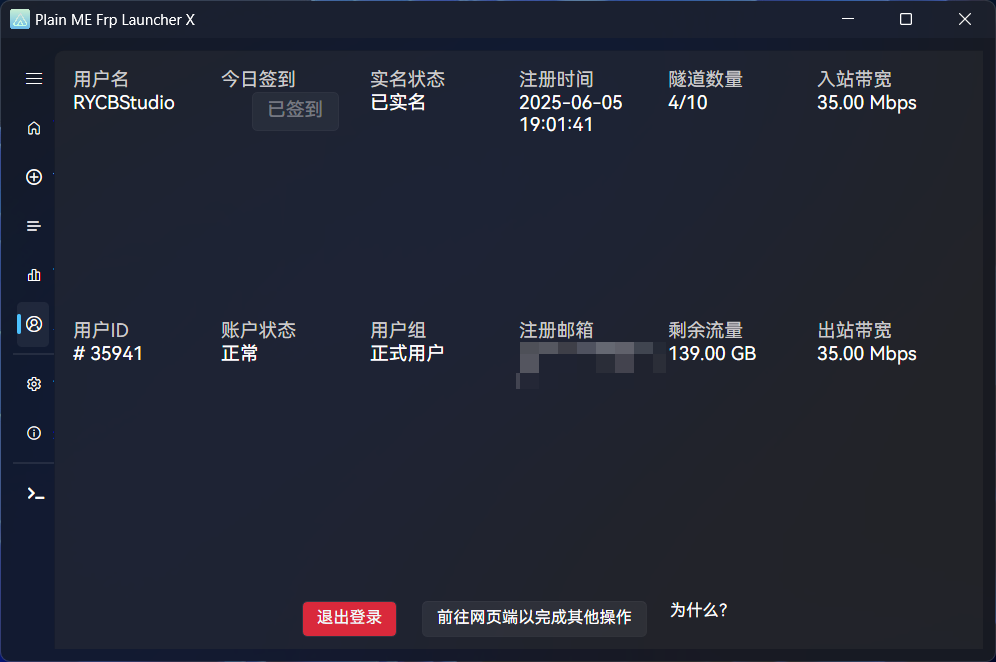 Plain ME Frp Launcher X
用户名
RYCBStudio
今日签到
已签到
实名状态
已实名
注册时间
2025-06-05
19:01:41
隧道数量
4/10
入站带宽
35.00 Mbps
用户ID
# 35941
账户状态
正常
用户组
正式用户
注册邮箱
剩余流量
139.00 GB
出站带宽
35.00 Mbps
退出登录
前往网页端以完成其他操作
为什么?